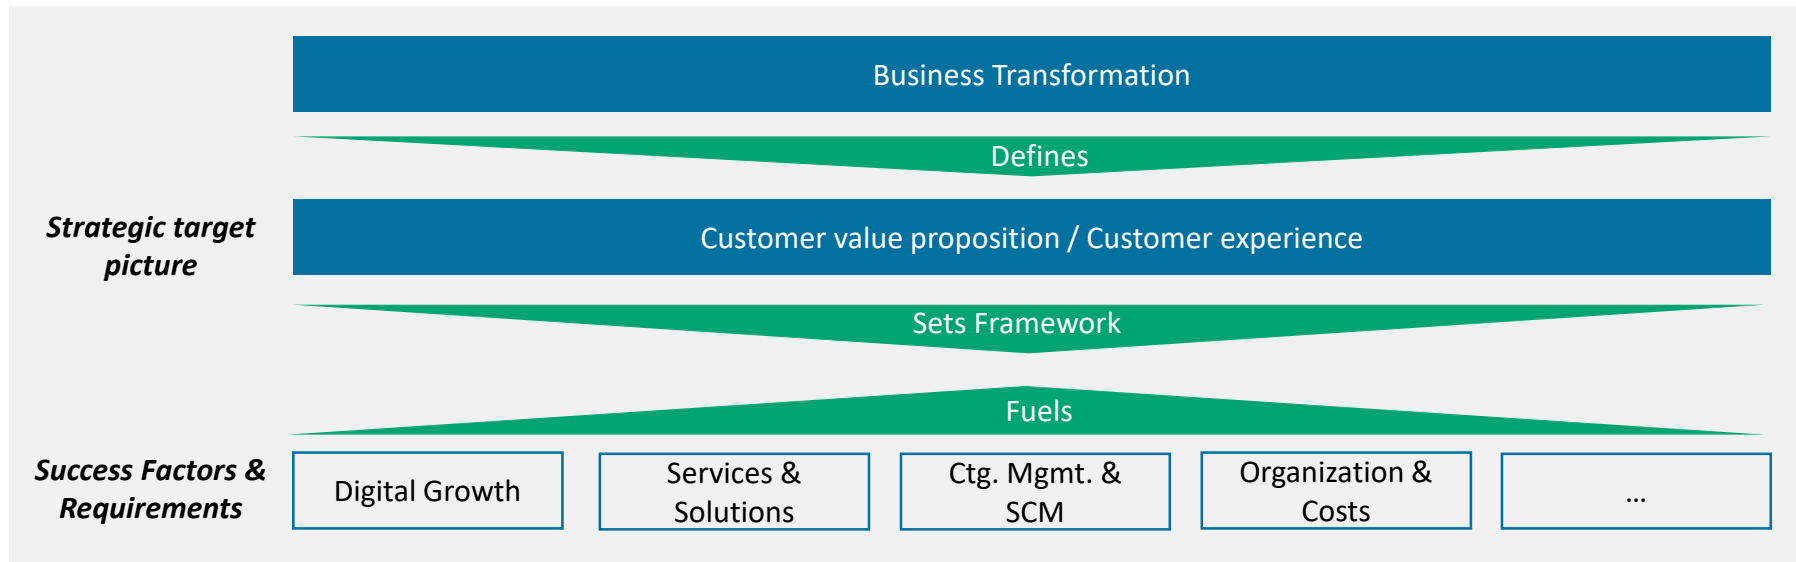 Business Transformation
Defines
Strategic target
picture
Customer value proposition / Customer experience
Sets Framework
Fuels
Success Factors &
Requirements
Digital Growth
Services &
Solutions
Ctg. Mgmt. &
SCM
Organization &
Costs
...